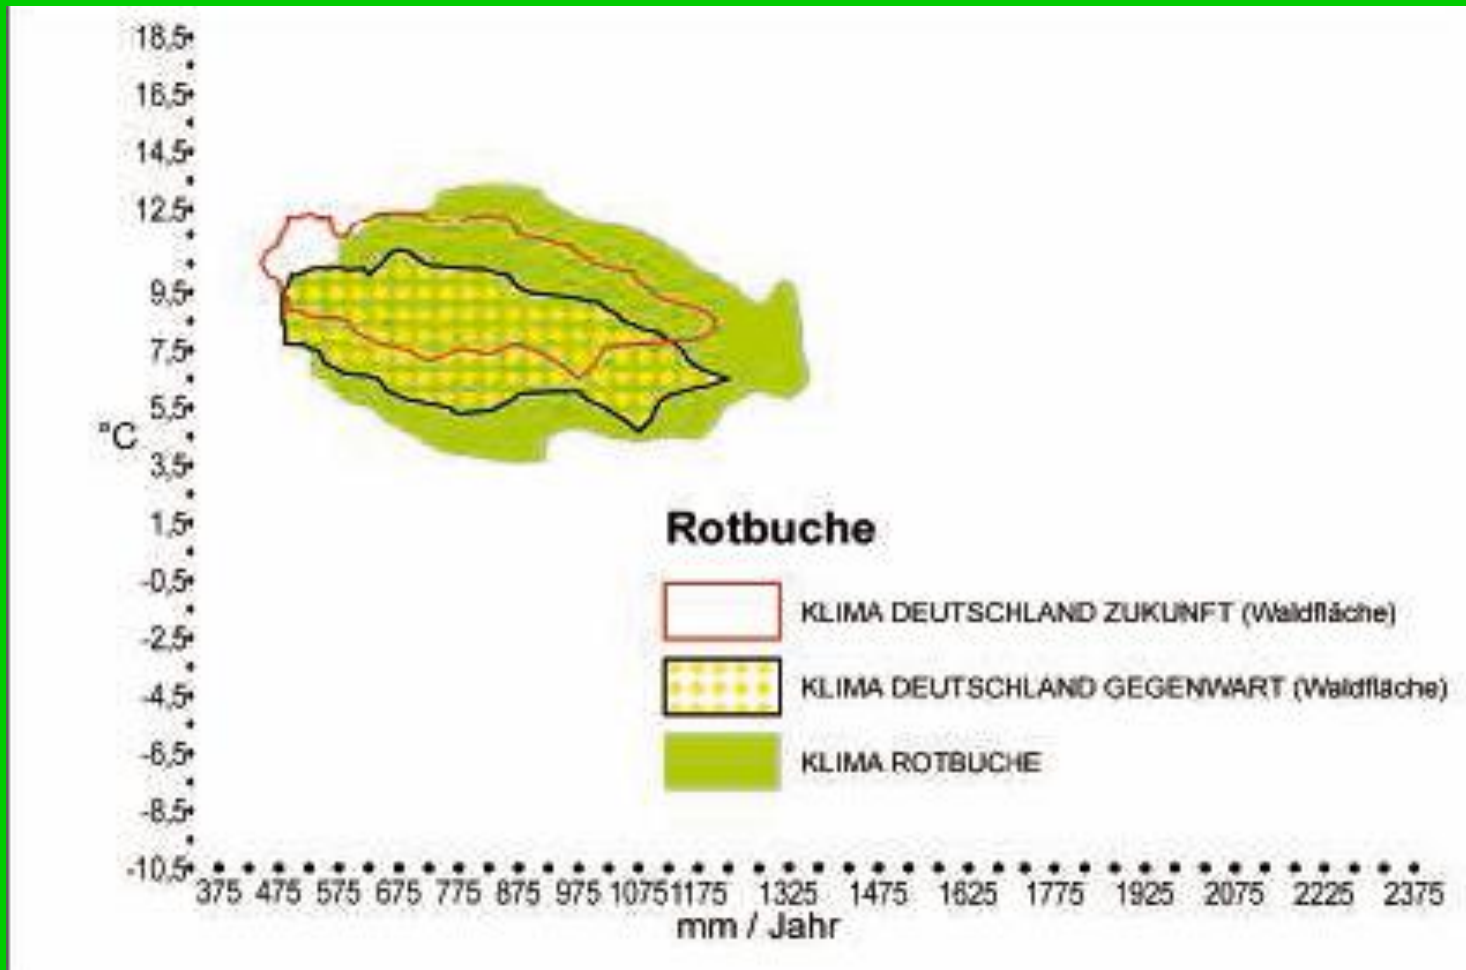 18,5
16,5
14,5
12,5
9,5
7,5
5,5
°C
3,5
1,5
Rotbuche
-0,5
KLIMA DEUTSCHLAND ZUKUNFT (Waldfläche)
-2,5
KLIMA DEUTSCHLAND GEGENWART (Waldfläche)
-4,5
-6,5
KLIMA ROTBUCHE
-8,5
-10,5
375 475 575 675 775 875 975 1075 1175 1325 1475 1625 1775 1925 2075 2225 2375
mm / Jahr